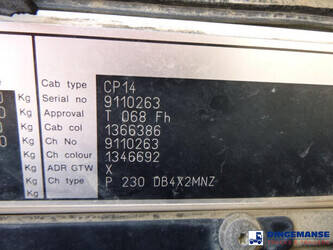 Cab type CP14
Kg Serial no 9110263
Kg Approval T 068 Fh
Kg Cab col 1366386
Kg Ch No 9110263
Ch colour 1346692
Kg ADR GTW X
Kg Ch type P 230 DB4X2MNZ
DINGEMANSE